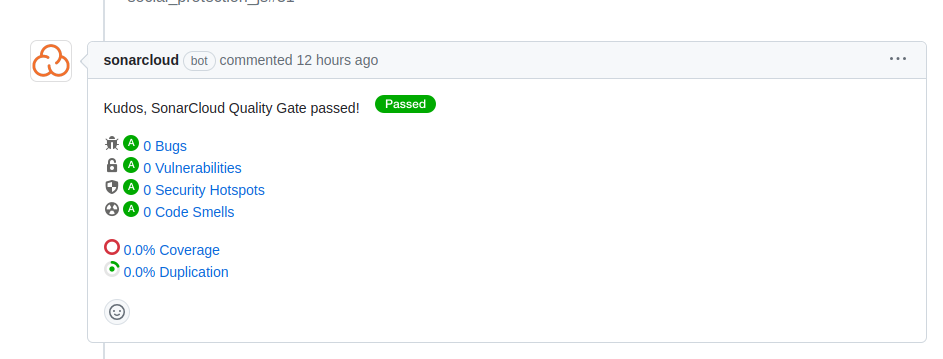 sonarcloud bot commented 12 hours ago
Kudos, SonarCloud Quality Gate passed! Passed
A 0 Bugs
A 0 Vulnerabilities
A 0 Security Hotspots
A 0 Code Smells
0.0% Coverage
0.0% Duplication